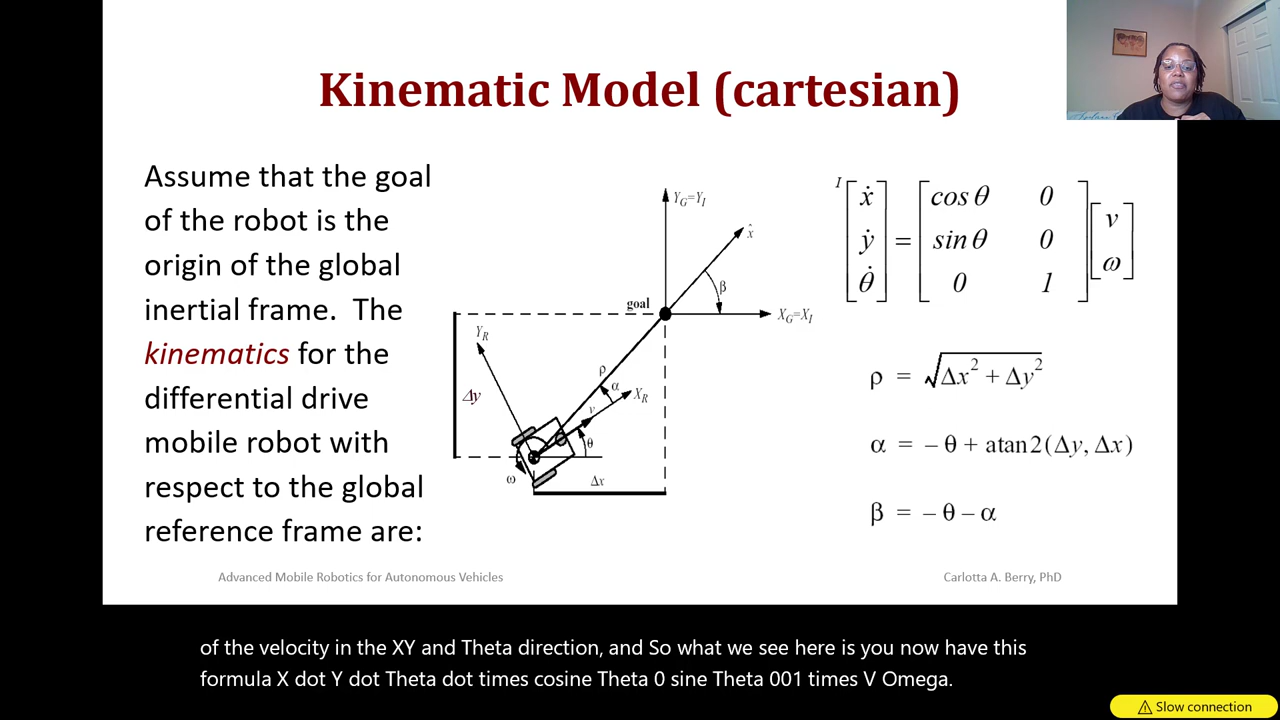 Kinematic Model (cartesian)
Assume that the goal
of the robot is the
origin of the global
inertial frame.  The
kinematics for the
differential drive
mobile robot with
respect to the global
reference frame are:
Y_G=Y_I
x̂
β
goal
X_G=X_I
Y_R
ρ
α
X_R
Δy
v
θ
ω
Δx
I [ẋ ẏ θ̇] = [cos θ 0; sin θ 0; 0 1] [v ω]
ρ = √Δx² + Δy²
α = – θ + atan2(Δy, Δx)
β = – θ – α
Advanced Mobile Robotics for Autonomous Vehicles
Carlotta A. Berry, PhD
of the velocity in the XY and Theta direction, and So what we see here is you now have this
formula X dot Y dot Theta dot times cosine Theta 0 sine Theta 001 times V Omega.
Slow connection